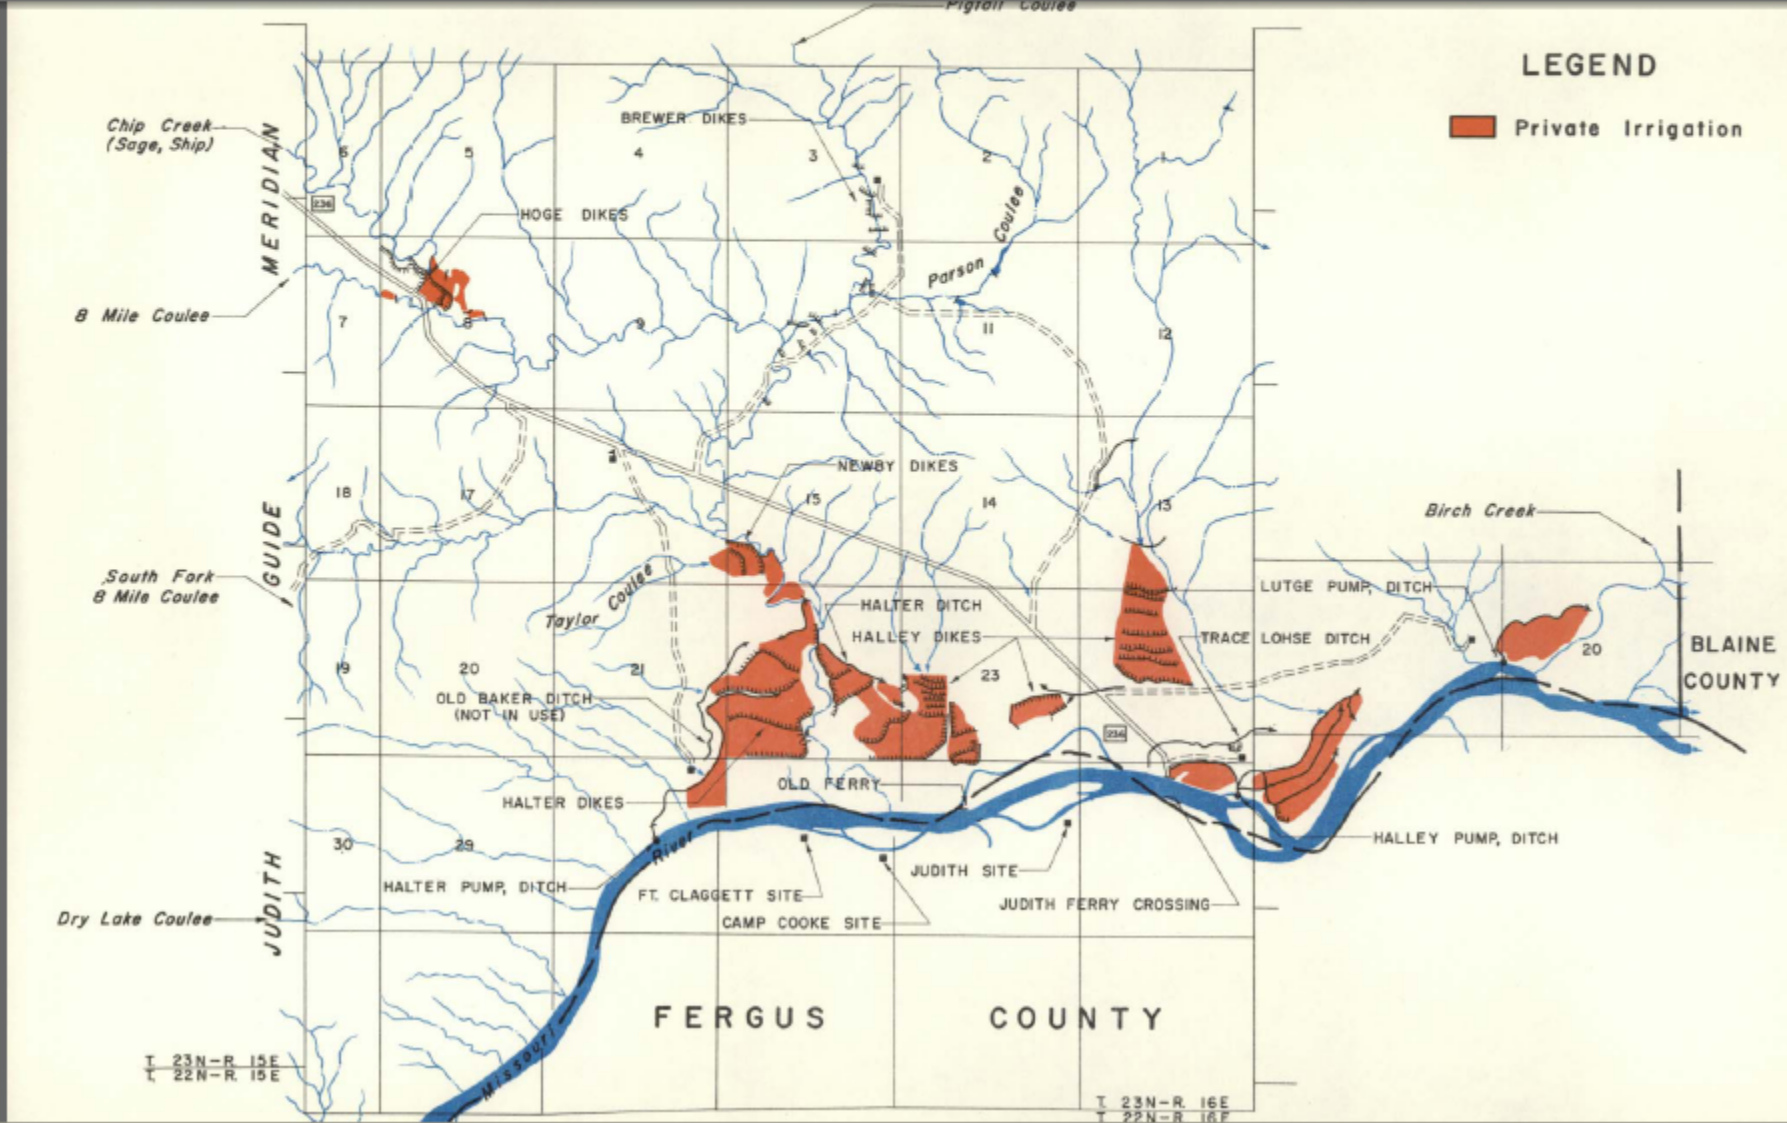 Pigtail Coulee
LEGEND
Private Irrigation
Chip Creek
(Sage, Ship)
BREWER DIKES
6
5
4
3
2
1
236
HOGE DIKES
Parson Coulee
8 Mile Coulee
7
8
9
11
12
NEWBY DIKES
18
17
15
14
13
Birch Creek
South Fork
8 Mile Coulee
Taylor Coulee
HALTER DITCH
HALLEY DIKES
LUTGE PUMP, DITCH
TRACE LOHSE DITCH
19
20
21
23
20
BLAINE
COUNTY
OLD BAKER DITCH
(NOT IN USE)
236
HALTER DIKES
OLD FERRY
30
29
River
HALLEY PUMP, DITCH
HALTER PUMP, DITCH
FT. CLAGGETT SITE
JUDITH SITE
CAMP COOKE SITE
JUDITH FERRY CROSSING
Dry Lake Coulee
JUDITH GUIDE MERIDIAN
Missouri
FERGUS COUNTY
T. 23N-R. 15E
T. 22N-R. 15E
T. 23N-R. 16E
T. 22N-R. 16E